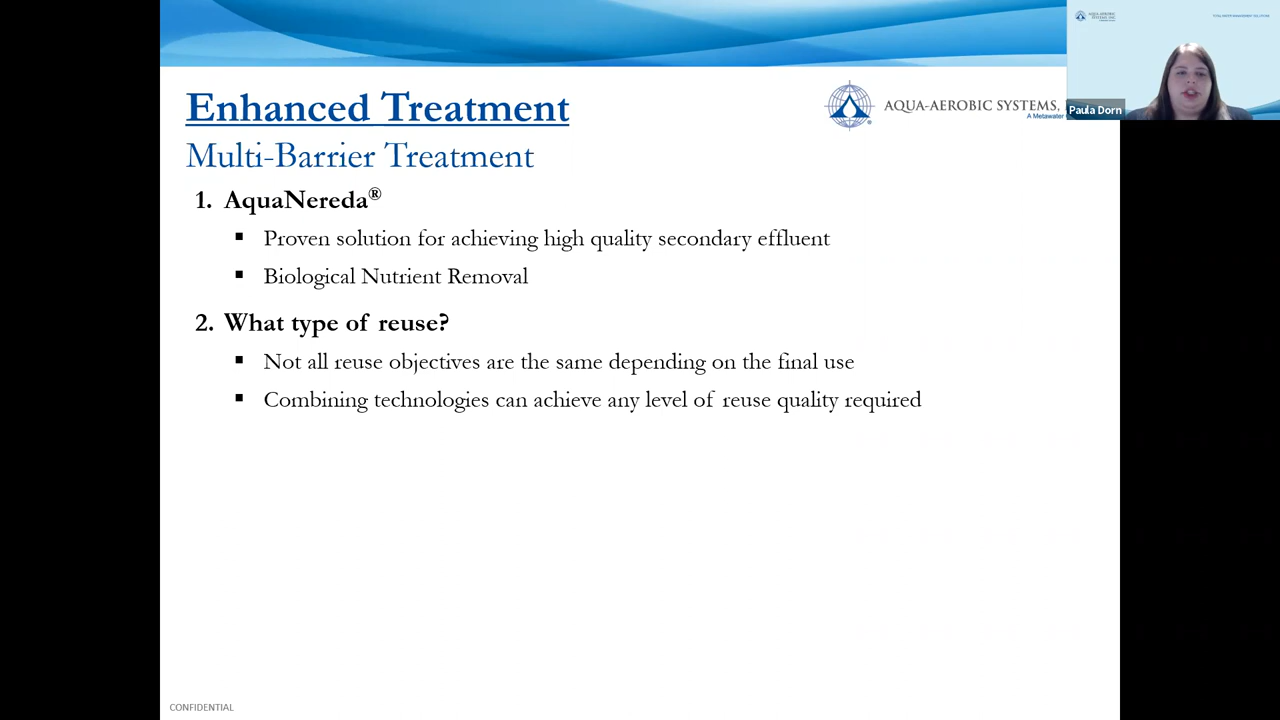 Enhanced Treatment
Multi-Barrier Treatment
AQUA-AEROBIC SYSTEMS,
A Metawater
Paula Dorn
1. AquaNereda®
▪ Proven solution for achieving high quality secondary effluent
▪ Biological Nutrient Removal
2. What type of reuse?
▪ Not all reuse objectives are the same depending on the final use
▪ Combining technologies can achieve any level of reuse quality required
CONFIDENTIAL